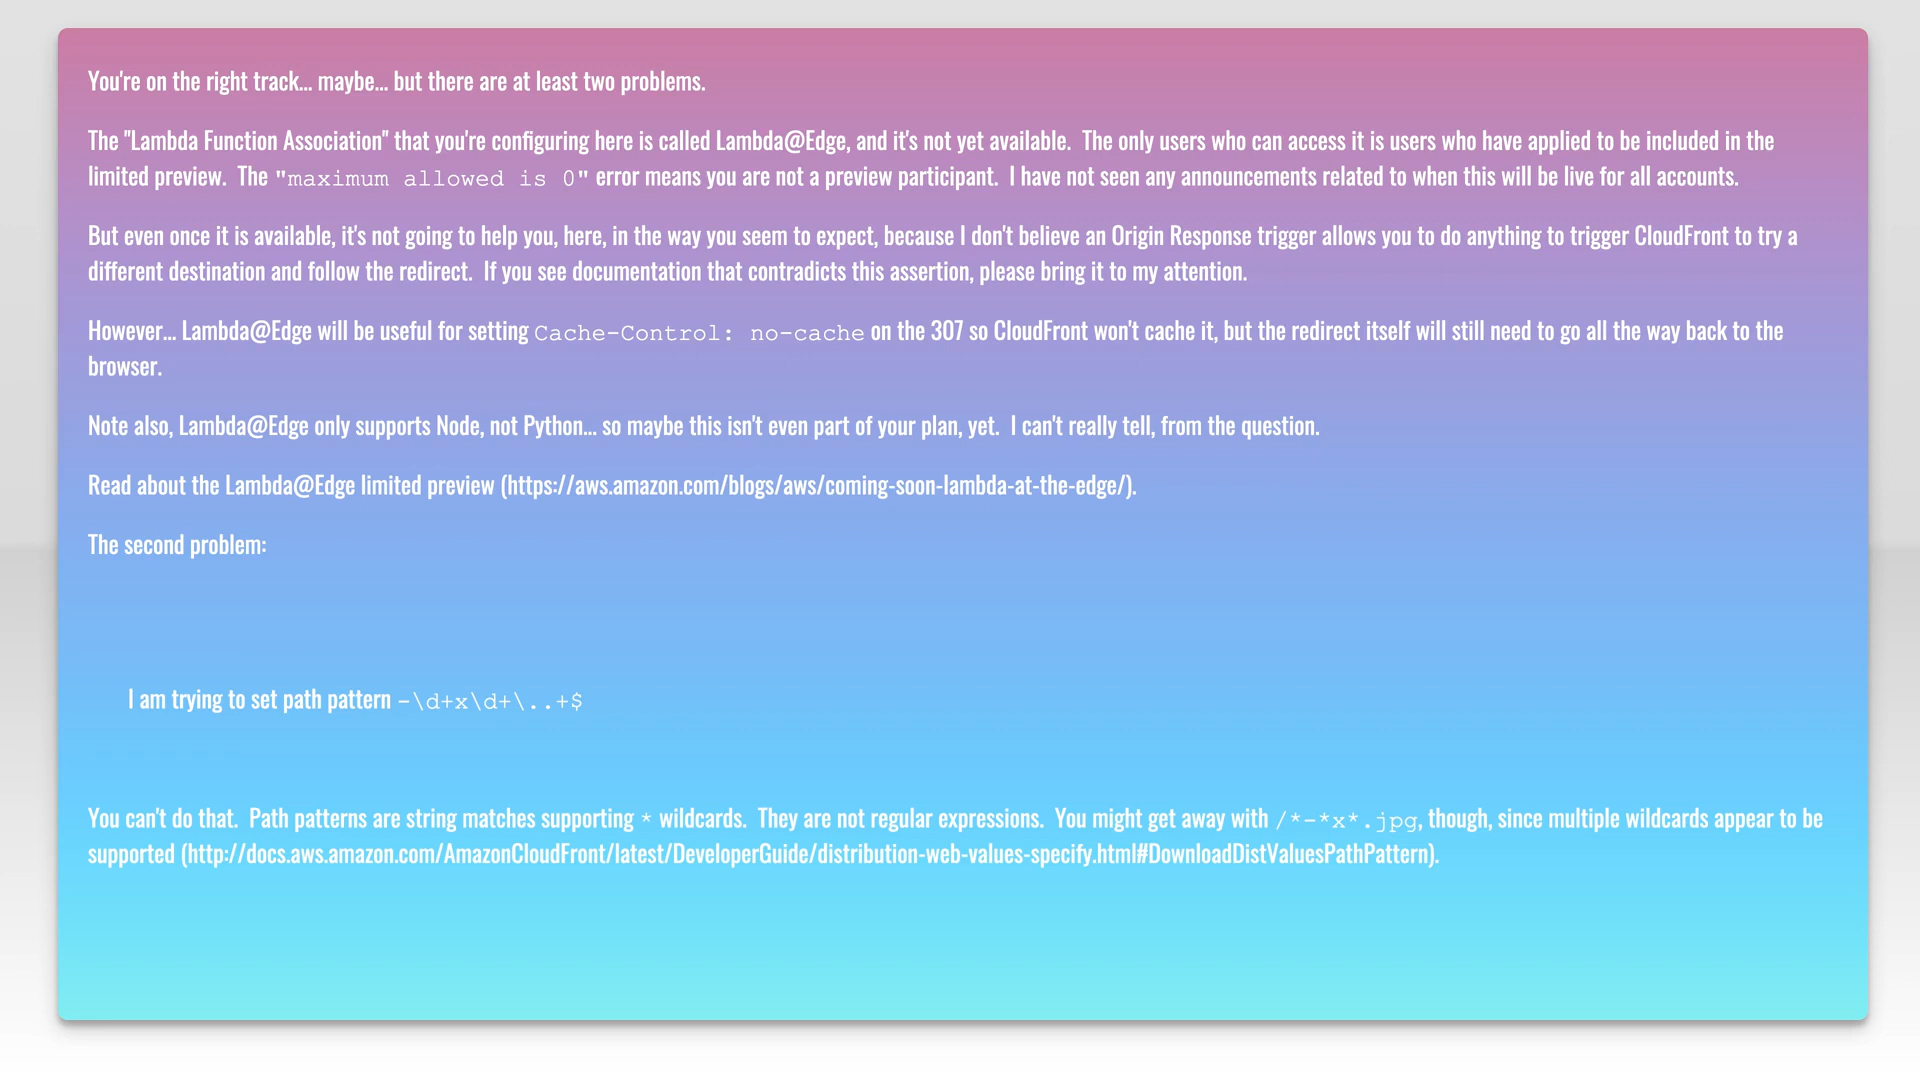 You're on the right track... maybe... but there are at least two problems.
The "Lambda Function Association" that you're configuring here is called Lambda@Edge, and it's not yet available.  The only users who can access it is users who have applied to be included in the
limited preview.  The "maximum allowed is 0" error means you are not a preview participant.  I have not seen any announcements related to when this will be live for all accounts.
But even once it is available, it's not going to help you, here, in the way you seem to expect, because I don't believe an Origin Response trigger allows you to do anything to trigger CloudFront to try a
different destination and follow the redirect.  If you see documentation that contradicts this assertion, please bring it to my attention.
However... Lambda@Edge will be useful for setting Cache-Control: no-cache on the 307 so CloudFront won't cache it, but the redirect itself will still need to go all the way back to the
browser.
Note also, Lambda@Edge only supports Node, not Python... so maybe this isn't even part of your plan, yet.  I can't really tell, from the question.
Read about the Lambda@Edge limited preview (https://aws.amazon.com/blogs/aws/coming-soon-lambda-at-the-edge/).
The second problem:
I am trying to set path pattern -\d+x\d+\..+$
You can't do that.  Path patterns are string matches supporting * wildcards.  They are not regular expressions.  You might get away with /*-*x*.jpg, though, since multiple wildcards appear to be
supported (http://docs.aws.amazon.com/AmazonCloudFront/latest/DeveloperGuide/distribution-web-values-specify.html#DownloadDistValuesPathPattern).